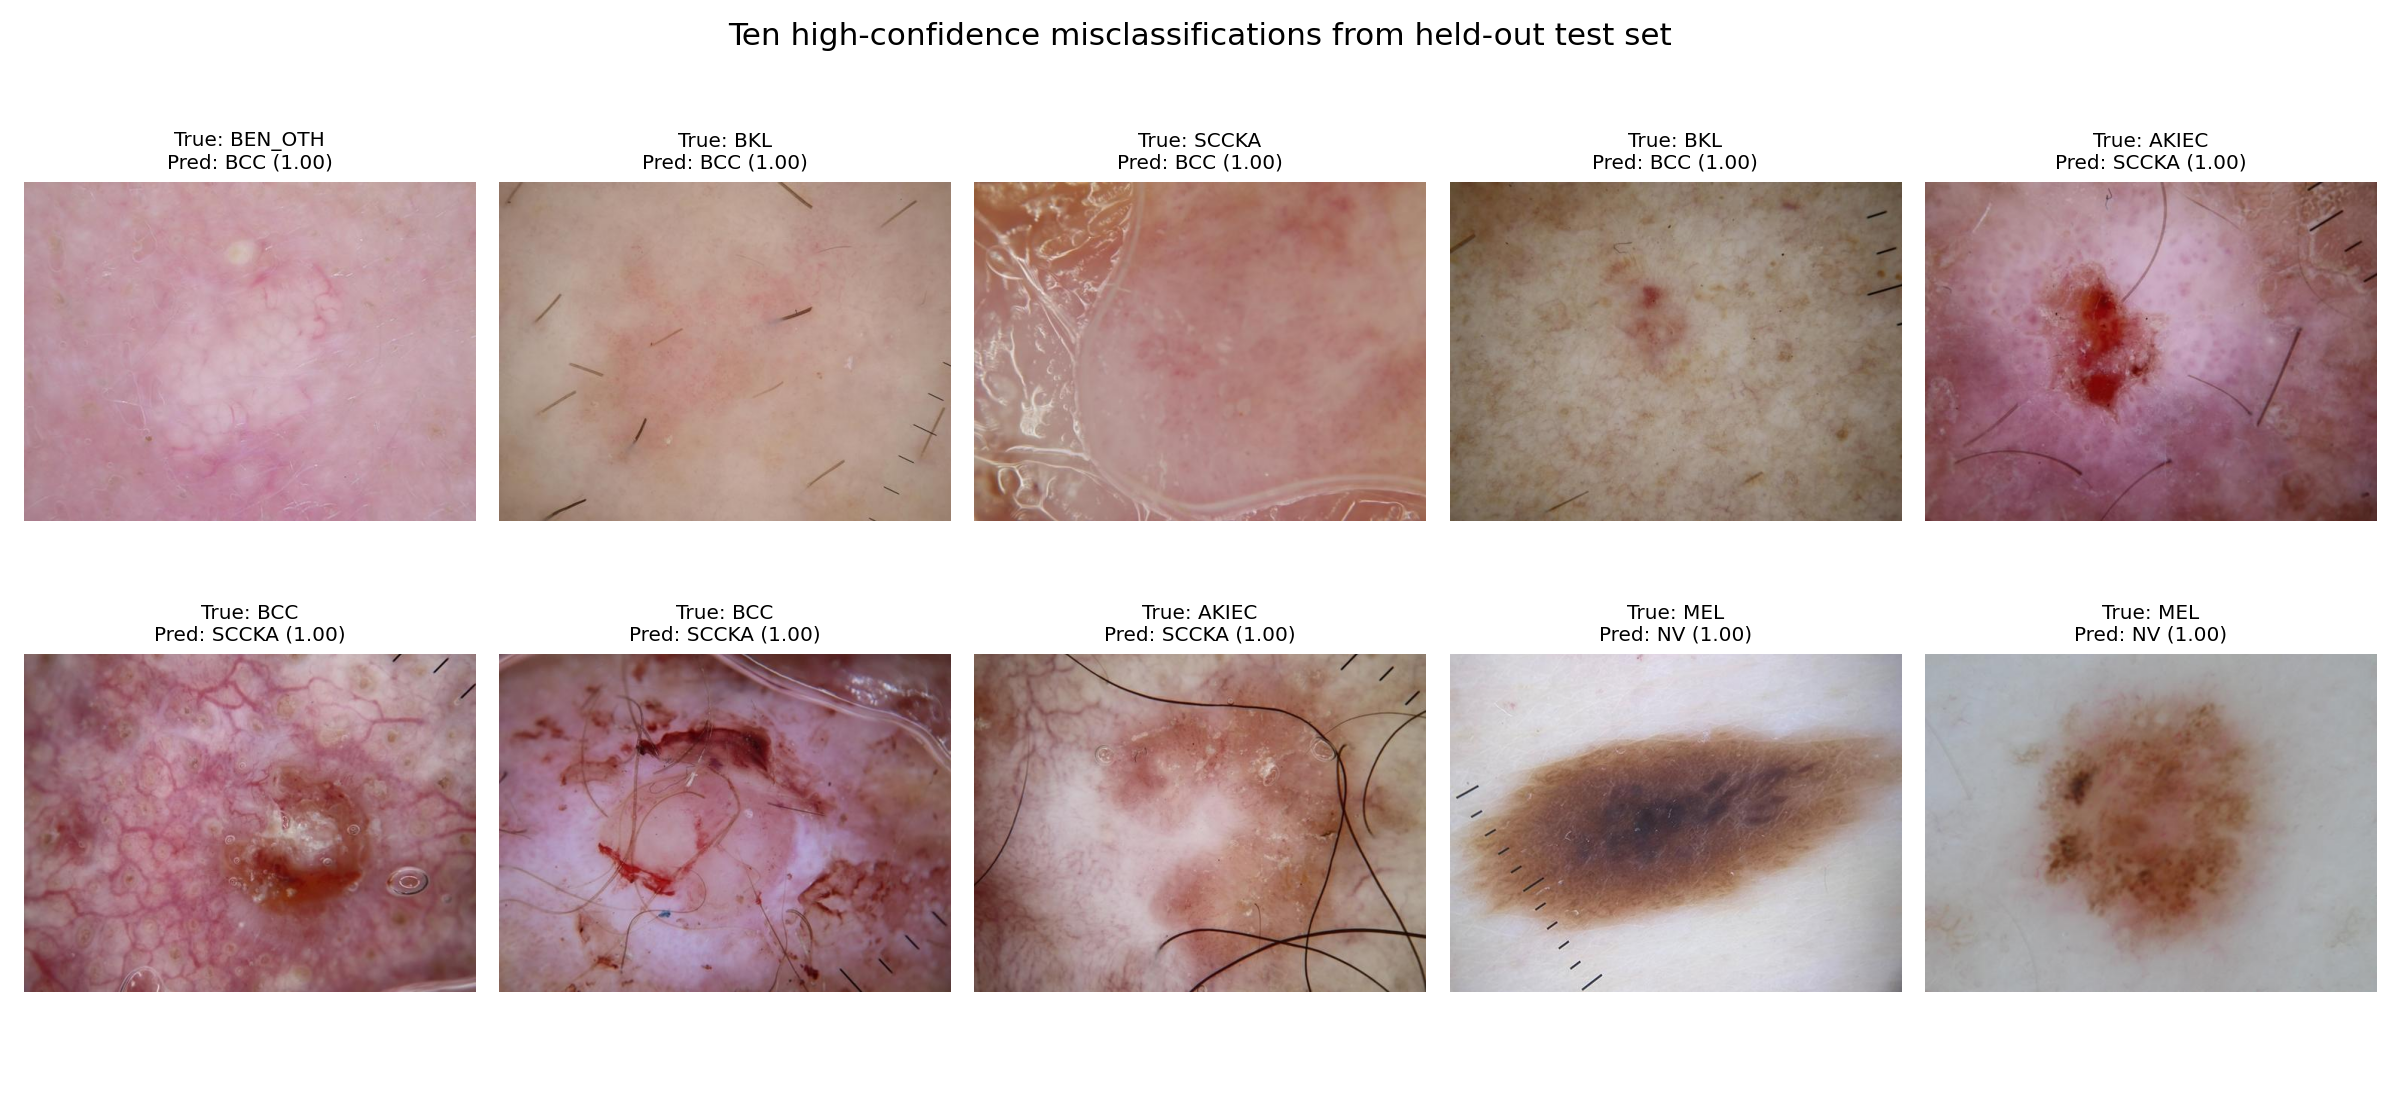 Ten high-confidence misclassifications from held-out test set
True: BEN_OTH
Pred: BCC (1.00)
True: BKL
Pred: BCC (1.00)
True: SCCKA
Pred: BCC (1.00)
True: BKL
Pred: BCC (1.00)
True: AKIEC
Pred: SCCKA (1.00)
True: BCC
Pred: SCCKA (1.00)
True: BCC
Pred: SCCKA (1.00)
True: AKIEC
Pred: SCCKA (1.00)
True: MEL
Pred: NV (1.00)
True: MEL
Pred: NV (1.00)